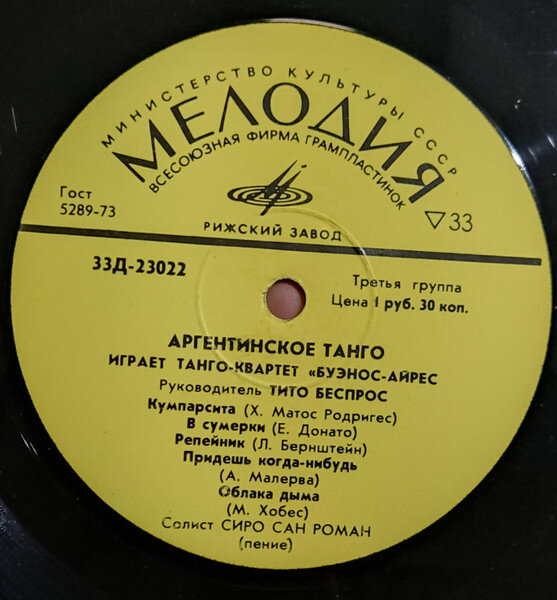 МИНИСТЕРСТВО КУЛЬТУРЫ СССР
МЕЛОДИЯ
ВСЕСОЮЗНАЯ ФИРМА ГРАМПЛАСТИНОК
Гост
5289-73
33
РИЖСКИЙ ЗАВОД
33Д-23022
Третья группа
Цена 1 руб. 30 коп.
АРГЕНТИНСКОЕ ТАНГО
ИГРАЕТ ТАНГО-КВАРТЕТ «БУЭНОС-АЙРЕС
Руководитель ТИТО БЕСПРОС
Кумпарсита (Х. Матос Родригес)
В сумерки (Е. Донато)
Репейник (Л. Бернштейн)
Придешь когда-нибудь
(А. Малерва)
Облака дыма
(М. Хобес)
Солист СИРО САН РОМАН
(пение)